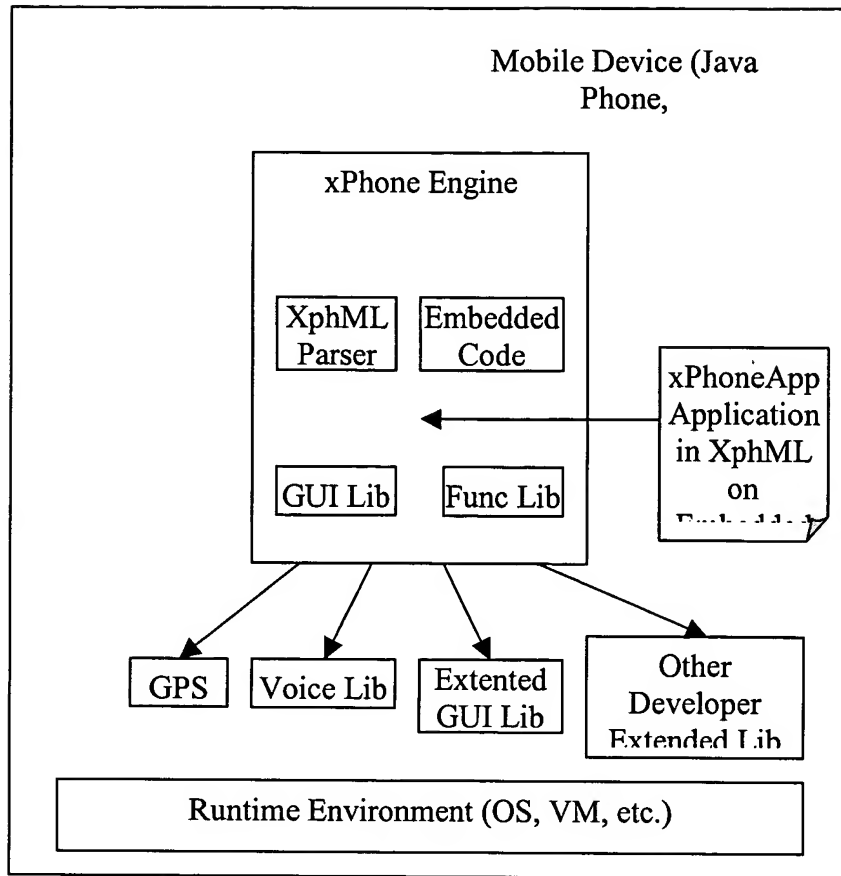 Mobile Device (Java
Phone,
xPhone Engine
XphML
Parser
Embedded
Code
GUI Lib
Func Lib
xPhoneApp
Application
in XphML
on
Embedded
GPS
Voice Lib
Extented
GUI Lib
Other
Developer
Extended Lib
Runtime Environment (OS, VM, etc.)